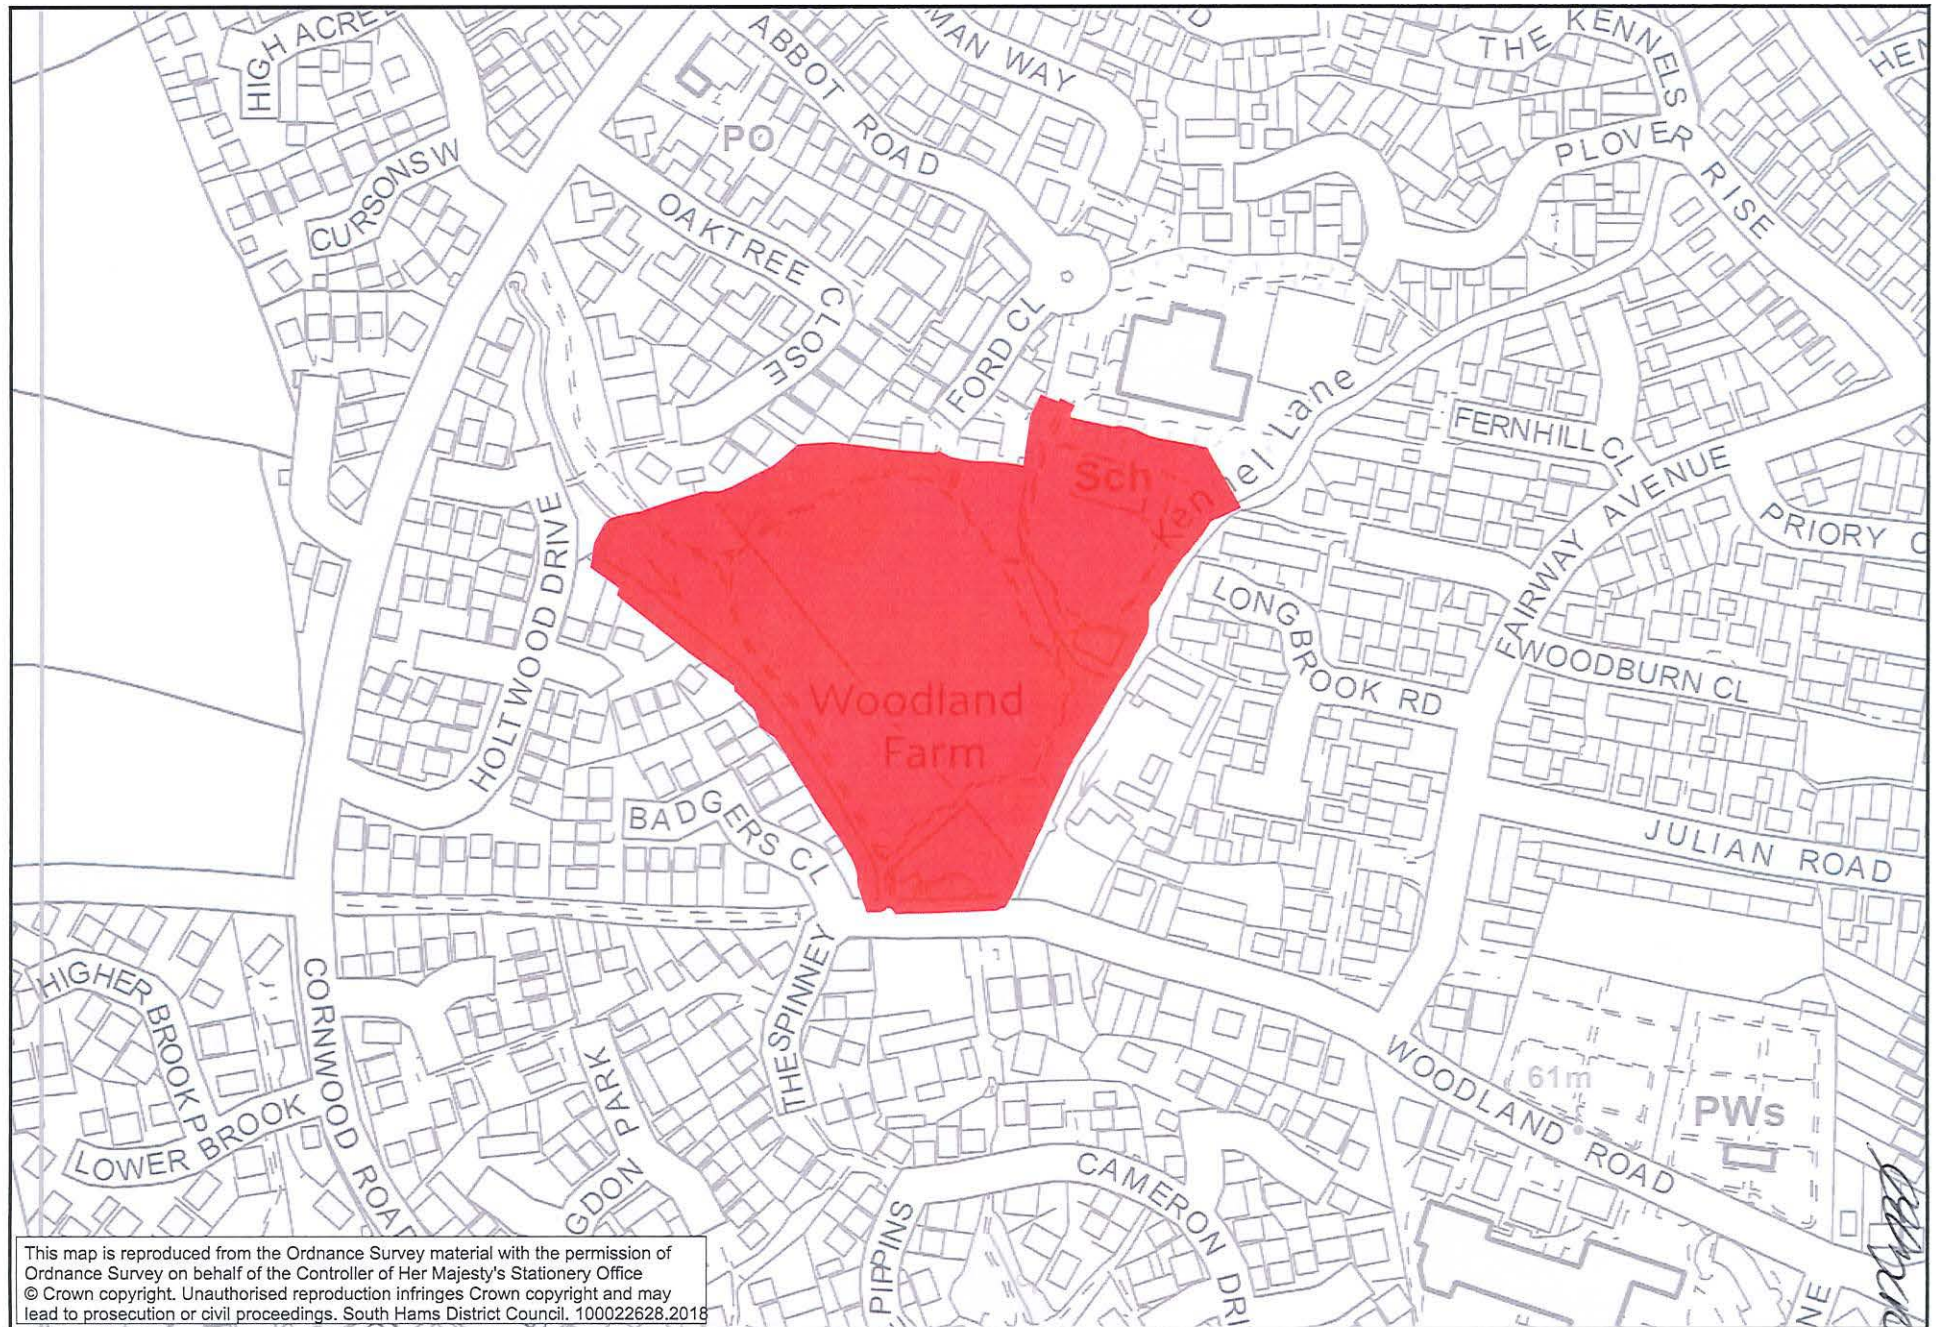 HIGH ACRE
ABBOT ROAD
MAN WAY
THE KENNELS
HEN
PO
CURSONSW
PLOVER RISE
OAKTREE CLOSE
FORD CL
Kennel Lane
FERNHILL CL
Sch
FAIRWAY AVENUE
PRIORY C
HOLTWOOD DRIVE
LONGBROOK RD
WOODBURN CL
Woodland
Farm
BADGERS CL
JULIAN ROAD
THE SPINNEY
HIGHER BROOK P
CORNWOOD ROAD
LOWER BROOK
GDON PARK
WOODLAND ROAD
61m
PWs
CAMERON DRI
PIPPINS
NE
This map is reproduced from the Ordnance Survey material with the permission of
Ordnance Survey on behalf of the Controller of Her Majesty's Stationery Office
© Crown copyright. Unauthorised reproduction infringes Crown copyright and may
lead to prosecution or civil proceedings. South Hams District Council. 100022628.2018